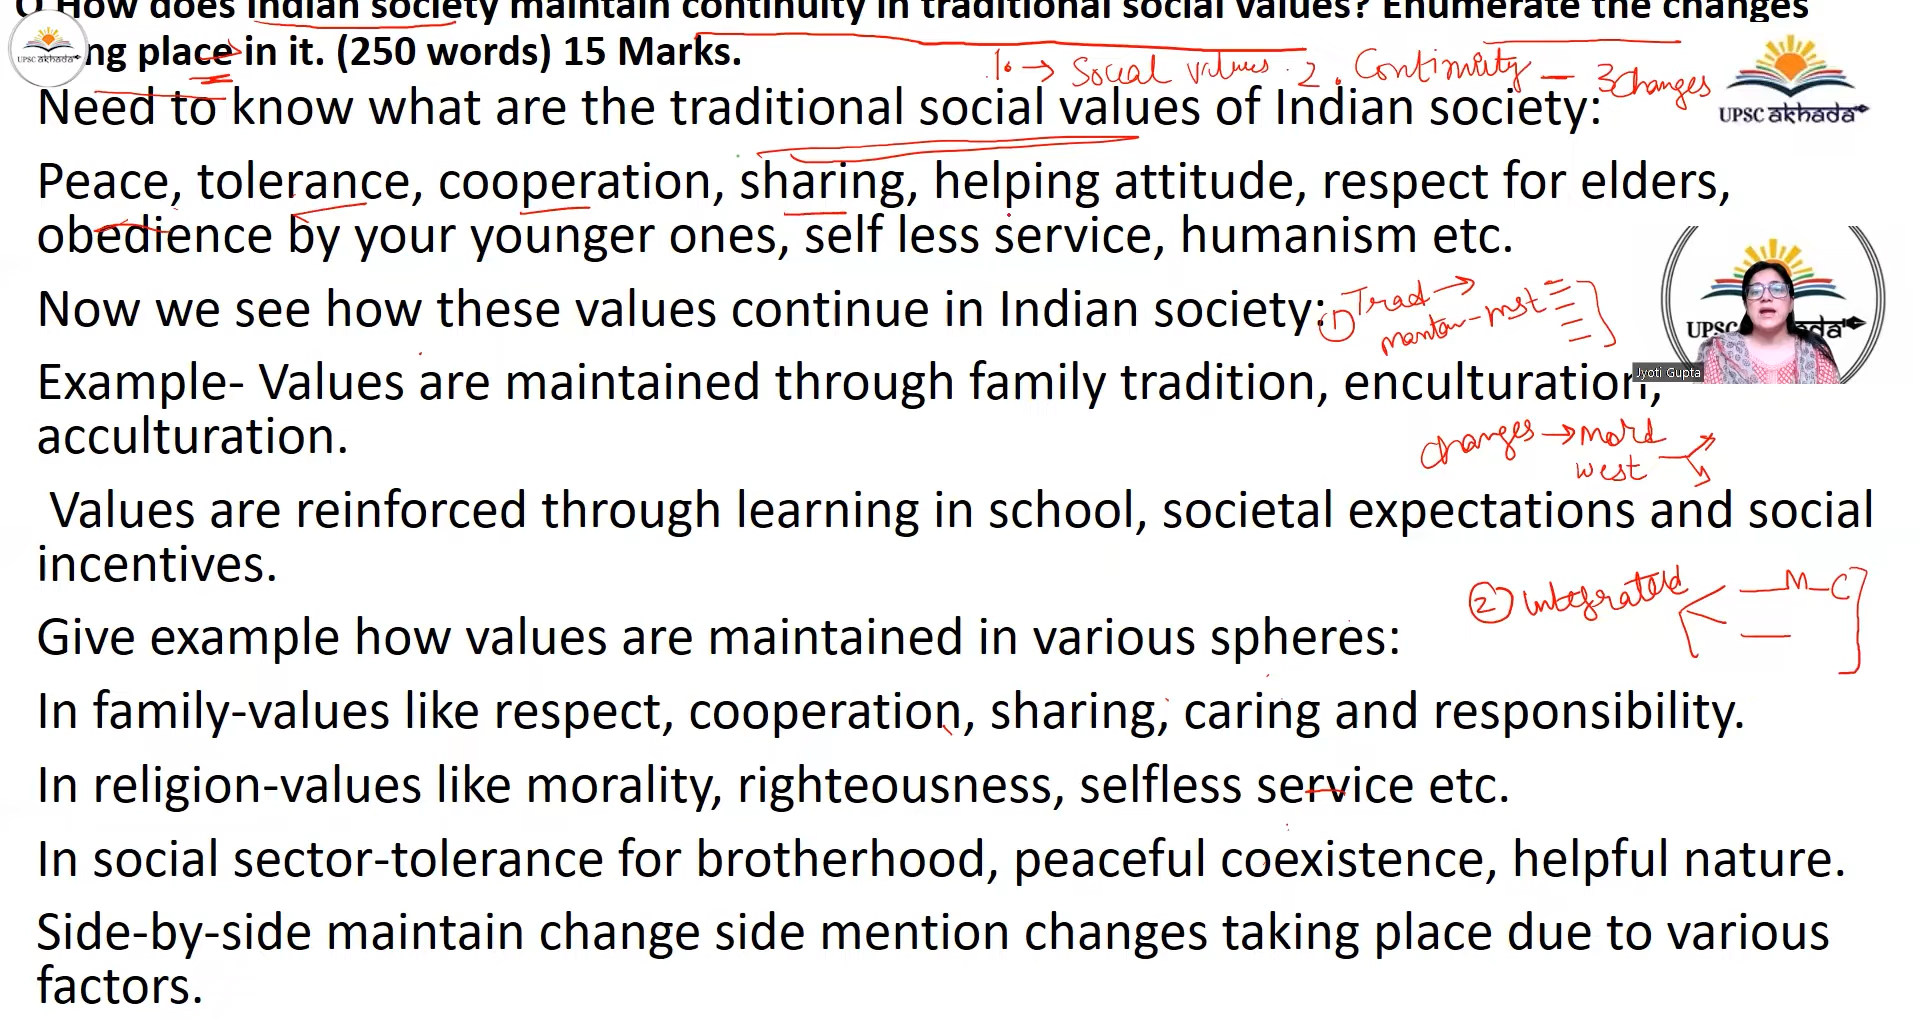 Q How does Indian society maintain continuity in traditional social values? Enumerate the changes
ng place in it. (250 words) 15 Marks.
UPSC akhada
1. → Social values. 2. Continuity — 3 Changes
UPSC akhada
Need to know what are the traditional social values of Indian society:
Peace, tolerance, cooperation, sharing, helping attitude, respect for elders,
obedience by your younger ones, self less service, humanism etc.
Now we see how these values continue in Indian society:
① Trad →
UPSC
Jyoti Gupta
Example- Values are maintained through family tradition, enculturation,
acculturation.
changes →
west
Values are reinforced through learning in school, societal expectations and social
incentives.
② integrated M-C
Give example how values are maintained in various spheres:
In family-values like respect, cooperation, sharing, caring and responsibility.
In religion-values like morality, righteousness, selfless service etc.
In social sector-tolerance for brotherhood, peaceful coexistence, helpful nature.
Side-by-side maintain change side mention changes taking place due to various
factors.